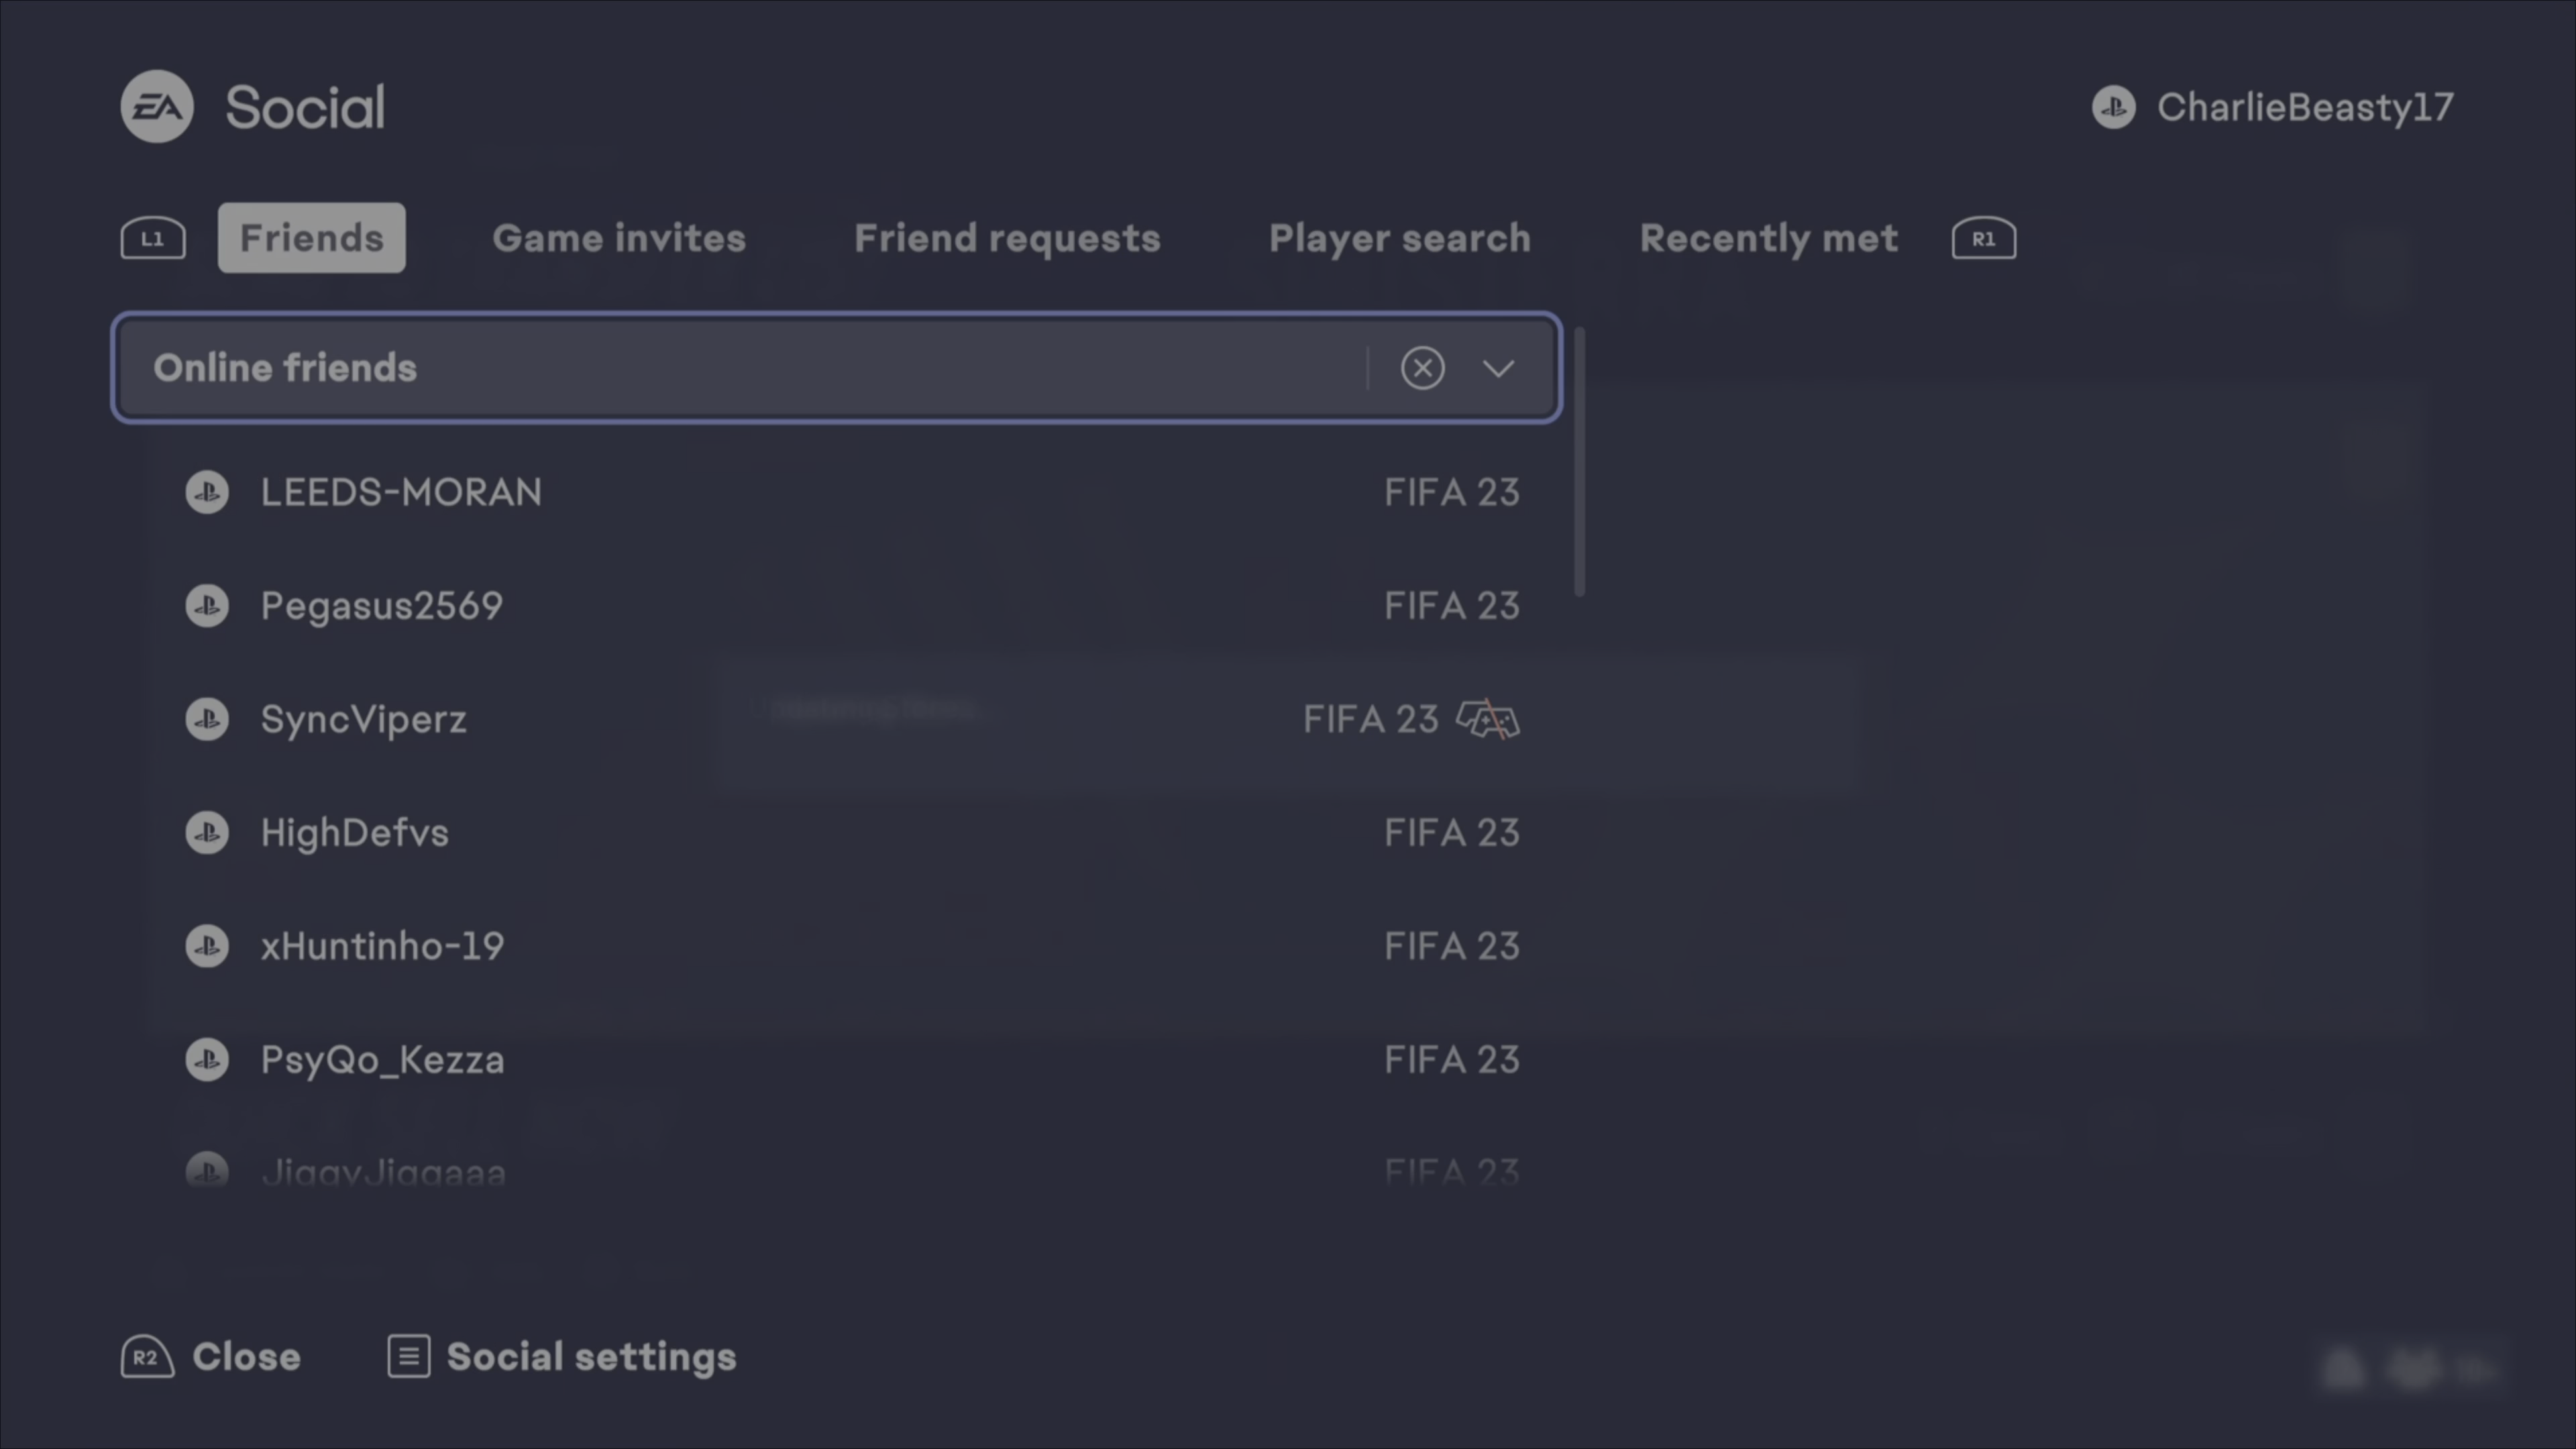 EA Social
CharlieBeasty17
L1 Friends Game invites Friend requests Player search Recently met R1
Online friends
LEEDS-MORAN FIFA 23
Pegasus2569 FIFA 23
SyncViperz FIFA 23
HighDefvs FIFA 23
xHuntinho-19 FIFA 23
PsyQo_Kezza FIFA 23
JiggyJiggaaa FIFA 23
R2 Close Social settings